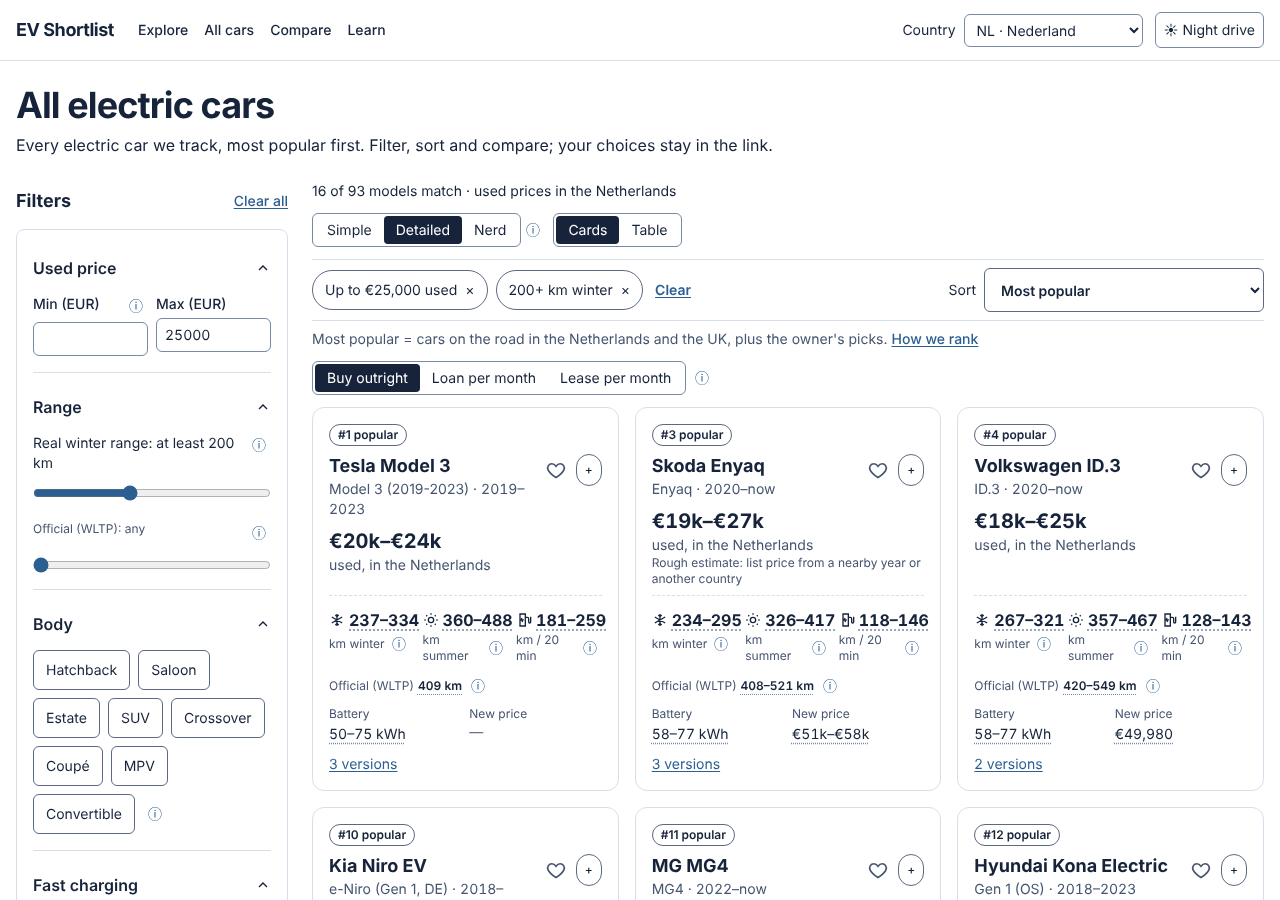 EV Shortlist Explore All cars Compare Learn Country NL · Nederland ☀ Night drive
All electric cars
Every electric car we track, most popular first. Filter, sort and compare; your choices stay in the link.
Filters Clear all
Used price
Min (EUR) ⓘ Max (EUR)
25000
Range
Real winter range: at least 200 ⓘ
km
Official (WLTP): any ⓘ
Body
Hatchback Saloon
Estate SUV Crossover
Coupé MPV
Convertible ⓘ
Fast charging
16 of 93 models match · used prices in the Netherlands
Simple Detailed Nerd ⓘ Cards Table
Up to €25,000 used × 200+ km winter × Clear Sort Most popular
Most popular = cars on the road in the Netherlands and the UK, plus the owner's picks. How we rank
Buy outright Loan per month Lease per month ⓘ
#1 popular
Tesla Model 3 +
Model 3 (2019-2023) · 2019–
2023
€20k–€24k
used, in the Netherlands
237–334 360–488 181–259
km winter ⓘ km summer ⓘ km / 20 min ⓘ
Official (WLTP) 409 km ⓘ
Battery New price
50–75 kWh —
3 versions
#3 popular
Skoda Enyaq +
Enyaq · 2020–now
€19k–€27k
used, in the Netherlands
Rough estimate: list price from a nearby year or
another country
234–295 326–417 118–146
km winter ⓘ km summer ⓘ km / 20 min ⓘ
Official (WLTP) 408–521 km ⓘ
Battery New price
58–77 kWh €51k–€58k
3 versions
#4 popular
Volkswagen ID.3 +
ID.3 · 2020–now
€18k–€25k
used, in the Netherlands
267–321 357–467 128–143
km winter ⓘ km summer ⓘ km / 20 min ⓘ
Official (WLTP) 420–549 km ⓘ
Battery New price
58–77 kWh €49,980
2 versions
#10 popular
Kia Niro EV +
e-Niro (Gen 1, DE) · 2018–
#11 popular
MG MG4 +
MG4 · 2022–now
#12 popular
Hyundai Kona Electric +
Gen 1 (OS) · 2018–2023